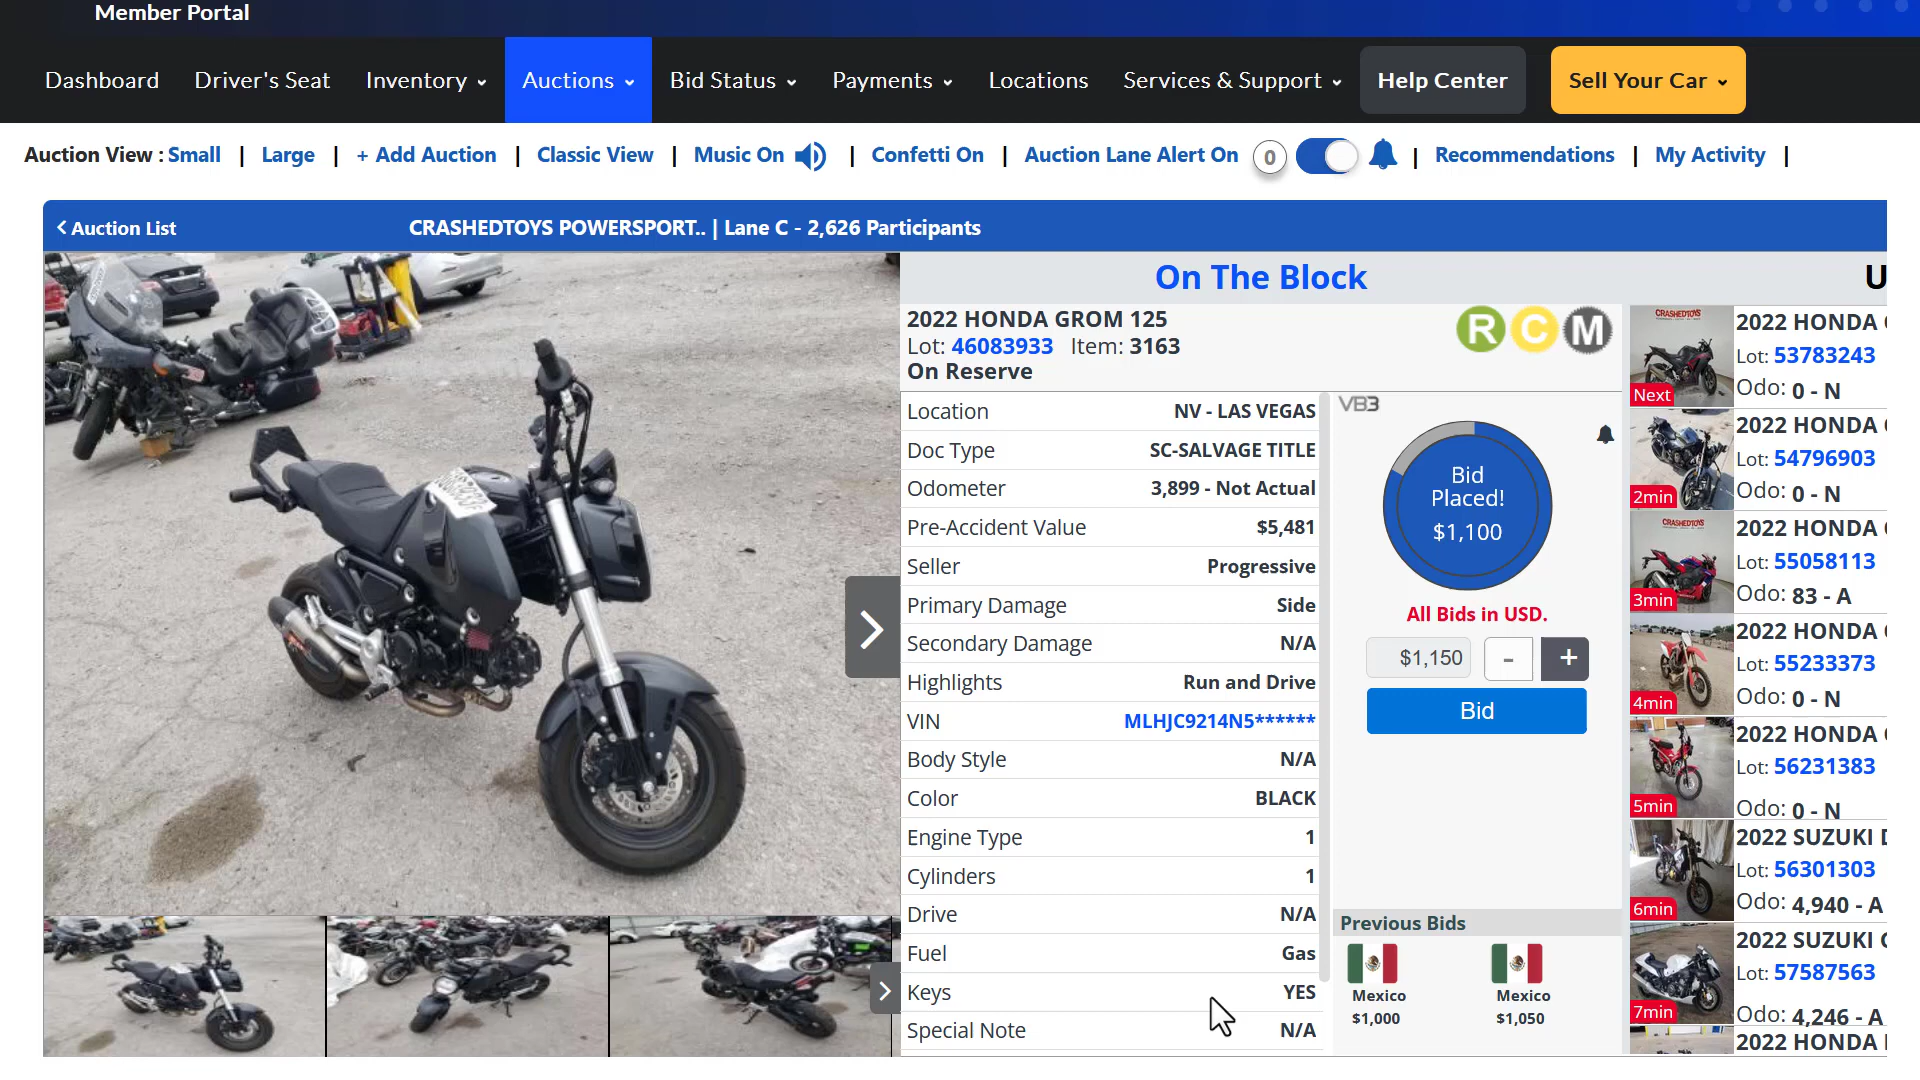 Member Portal
Dashboard Driver's Seat Inventory Auctions Bid Status Payments Locations Services & Support Help Center Sell Your Car
Auction View : Small | Large | + Add Auction | Classic View | Music On | Confetti On | Auction Lane Alert On 0 | Recommendations | My Activity |
Auction List
CRASHEDTOYS POWERSPORT.. | Lane C - 2,626 Participants
On The Block
2022 HONDA GROM 125
Lot: 46083933 Item: 3163
On Reserve
R C M
Location NV - LAS VEGAS
Doc Type SC-SALVAGE TITLE
Odometer 3,899 - Not Actual
Pre-Accident Value $5,481
Seller Progressive
Primary Damage Side
Secondary Damage N/A
Highlights Run and Drive
VIN MLHJC9214N5******
Body Style N/A
Color BLACK
Engine Type 1
Cylinders 1
Drive N/A
Fuel Gas
Keys YES
Special Note N/A
VB3
Bid
Placed!
$1,100
All Bids in USD.
$1,150 - +
Bid
Previous Bids
Mexico
$1,000
Mexico
$1,050
U
CRASHEDTOYS
Next
2022 HONDA
Lot: 53783243
Odo: 0 - N
2min
2022 HONDA
Lot: 54796903
Odo: 0 - N
CRASHEDTOYS
3min
2022 HONDA
Lot: 55058113
Odo: 83 - A
4min
2022 HONDA
Lot: 55233373
Odo: 0 - N
5min
2022 HONDA
Lot: 56231383
Odo: 0 - N
6min
2022 SUZUKI
Lot: 56301303
Odo: 4,940 - A
7min
2022 SUZUKI
Lot: 57587563
Odo: 4,246 - A
2022 HONDA